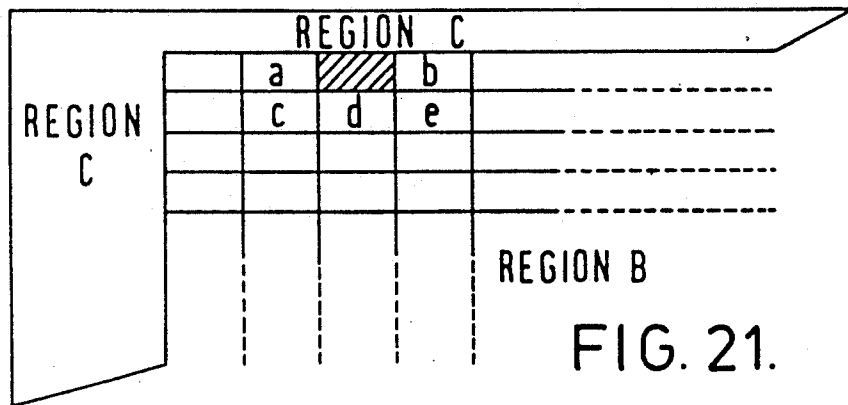 REGION C
a b
c d e
REGION
C
REGION B
FIG. 21.